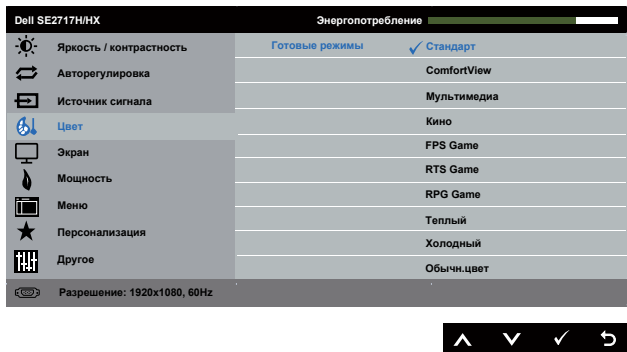 Dell SE2717H/HX Энергопотребление
Яркость / контрастность Готовые режимы Стандарт
Авторегулировка ComfortView
Источник сигнала Мультимедиа
Цвет Кино
Экран FPS Game
Мощность RTS Game
Меню RPG Game
Персонализация Теплый
Другое Холодный
Обычн.цвет
Разрешение: 1920x1080, 60Hz